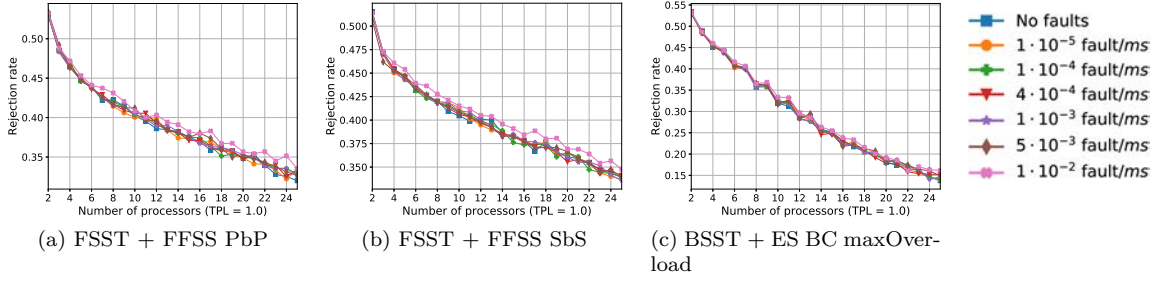 0.50
0.45
0.40
0.35
Rejection rate
2 4 6 8 10 12 14 16 18 20 22 24
Number of processors (TPL = 1.0)
(a) FSST + FFSS PbP
0.500
0.475
0.450
0.425
0.400
0.375
0.350
Rejection rate
2 4 6 8 10 12 14 16 18 20 22 24
Number of processors (TPL = 1.0)
(b) FSST + FFSS SbS
0.55
0.50
0.45
0.40
0.35
0.30
0.25
0.20
0.15
Rejection rate
2 4 6 8 10 12 14 16 18 20 22 24
Number of processors (TPL = 1.0)
(c) BSST + ES BC maxOver-
load
No faults
1 · 10⁻⁵ fault/ms
1 · 10⁻⁴ fault/ms
4 · 10⁻⁴ fault/ms
1 · 10⁻³ fault/ms
5 · 10⁻³ fault/ms
1 · 10⁻² fault/ms